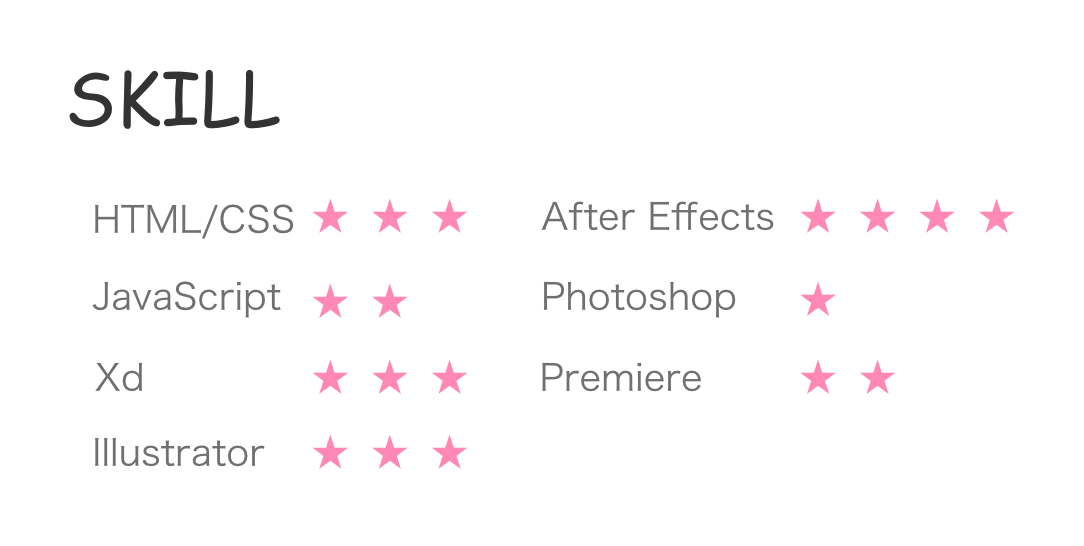 SKILL
HTML/CSS ★ ★ ★
JavaScript ★ ★
Xd ★ ★ ★
Illustrator ★ ★ ★
After Effects ★ ★ ★ ★
Photoshop ★
Premiere ★ ★